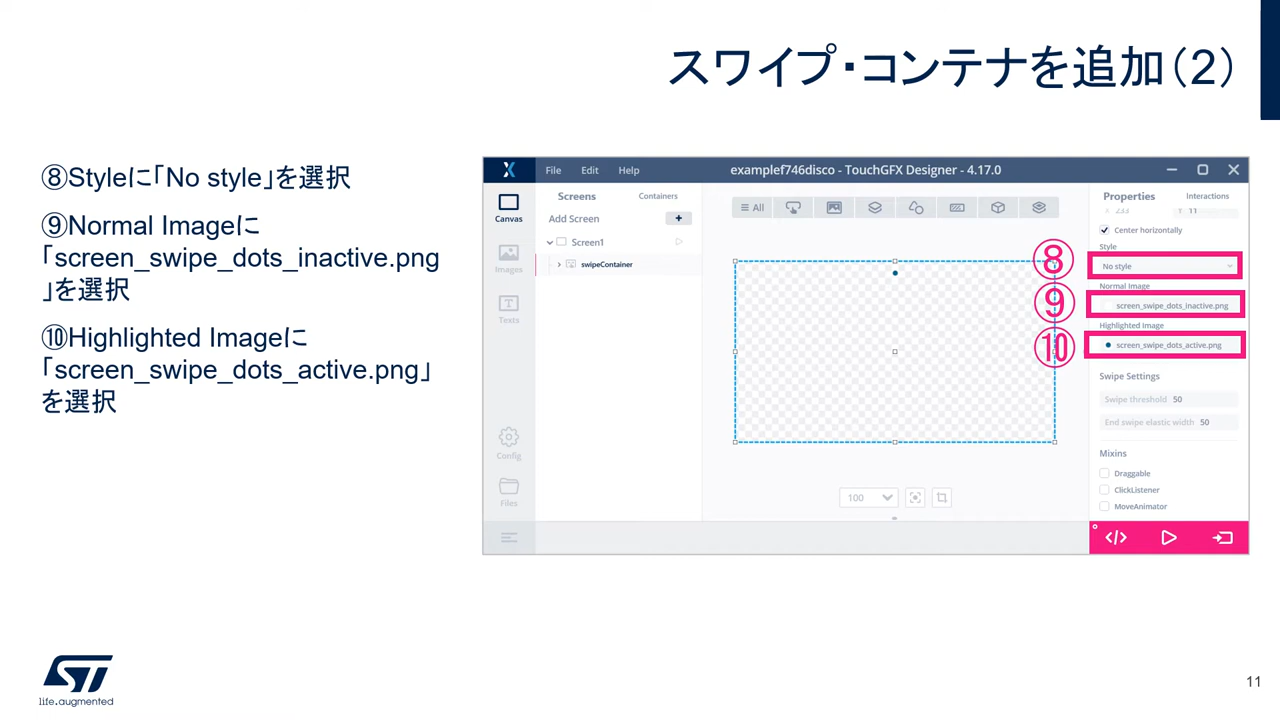 スワイプ・コンテナを追加（2）
⑧Styleに「No style」を選択
⑨Normal Imageに
「screen_swipe_dots_inactive.png
」を選択
⑩Highlighted Imageに
「screen_swipe_dots_active.png」
を選択
File Edit Help examplef746disco - TouchGFX Designer - 4.17.0
Canvas
Images
Texts
Config
Files
Screens Containers
Add Screen +
Screen1
swipeContainer
All
100
Properties Interactions
X 233 Y 11
Center horizontally
Style
⑧ No style
Normal Image
⑨ screen_swipe_dots_inactive.png
Highlighted Image
⑩ screen_swipe_dots_active.png
Swipe Settings
Swipe threshold 50
End swipe elastic width 50
Mixins
Draggable
ClickListener
MoveAnimator
ST
life.augmented
11